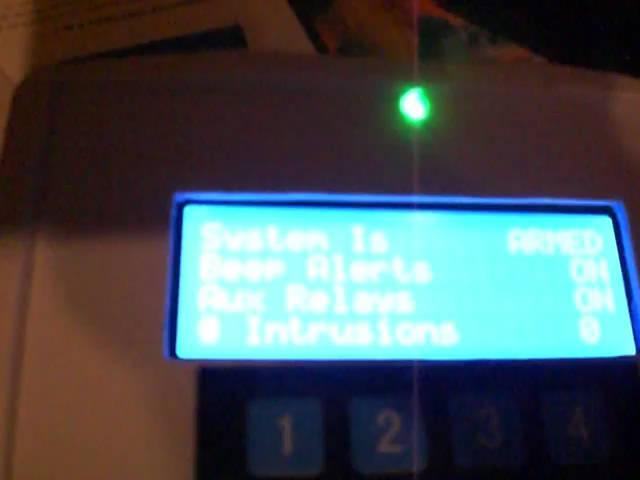 System Is ARMED
Beep Alerts ON
Aux Relays ON
# Intrusions 0
1 2 3 4